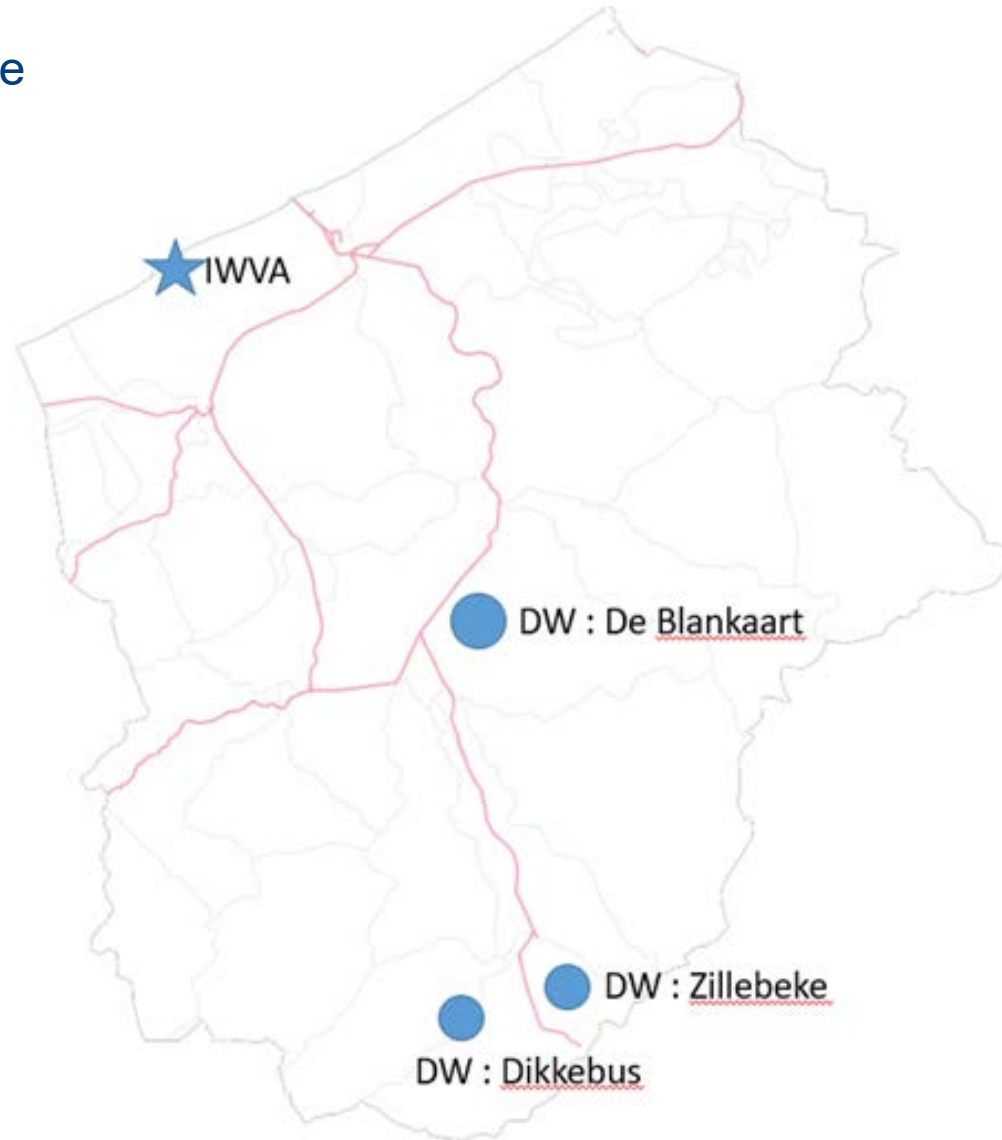 e
IWVA
DW : De Blankaart
DW : Zillebeke
DW : Dikkebus